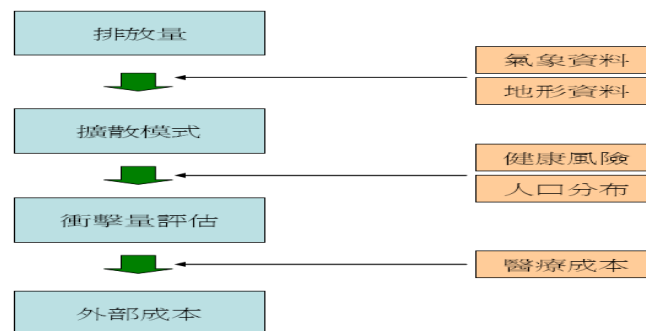 排放量
氣象資料
地形資料
擴散模式
健康風險
人口分布
衝擊量評估
醫療成本
外部成本